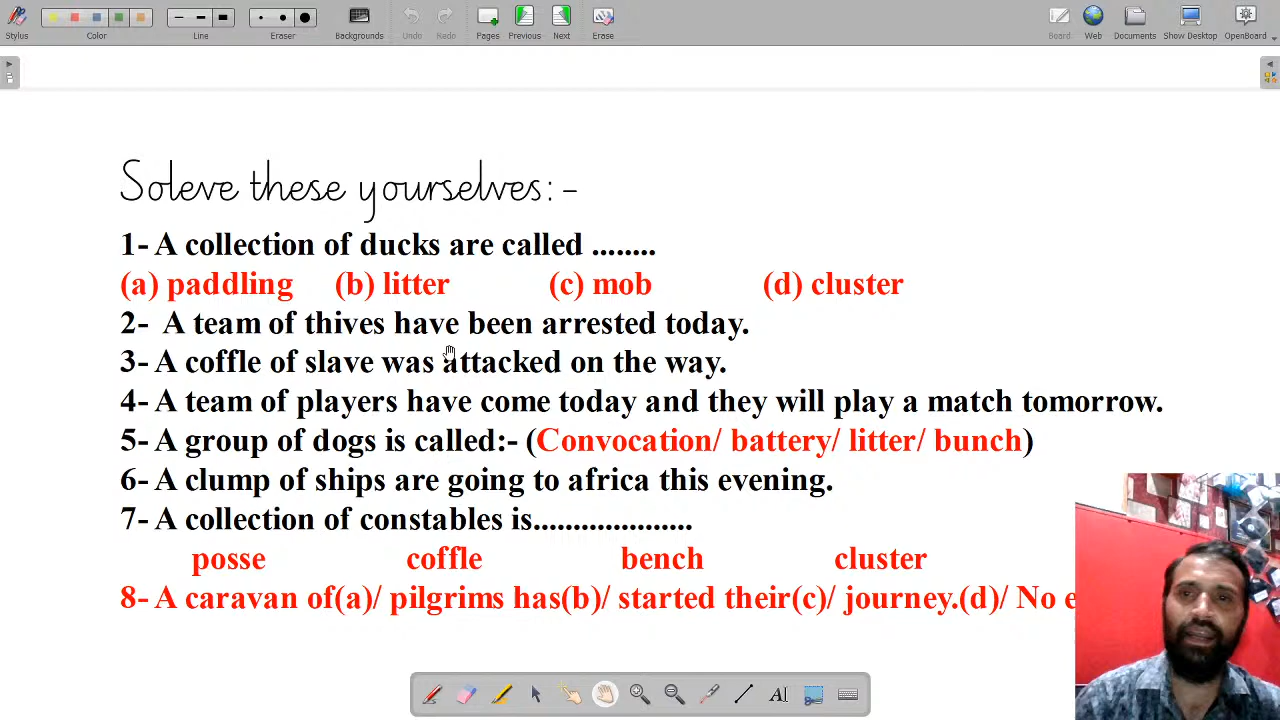 Stylus Color Line Eraser Backgrounds Undo Redo Pages Previous Next Erase Board Web Documents Show Desktop OpenBoard
Soleve these yourselves:-
1- A collection of ducks are called ........
(a) paddling (b) litter (c) mob (d) cluster
2- A team of thives have been arrested today.
3- A coffle of slave was attacked on the way.
4- A team of players have come today and they will play a match tomorrow.
5- A group of dogs is called:- (Convocation/ battery/ litter/ bunch)
6- A clump of ships are going to africa this evening.
7- A collection of constables is....................
posse coffle bench cluster
8- A caravan of(a)/ pilgrims has(b)/ started their(c)/ journey.(d)/ No
AI